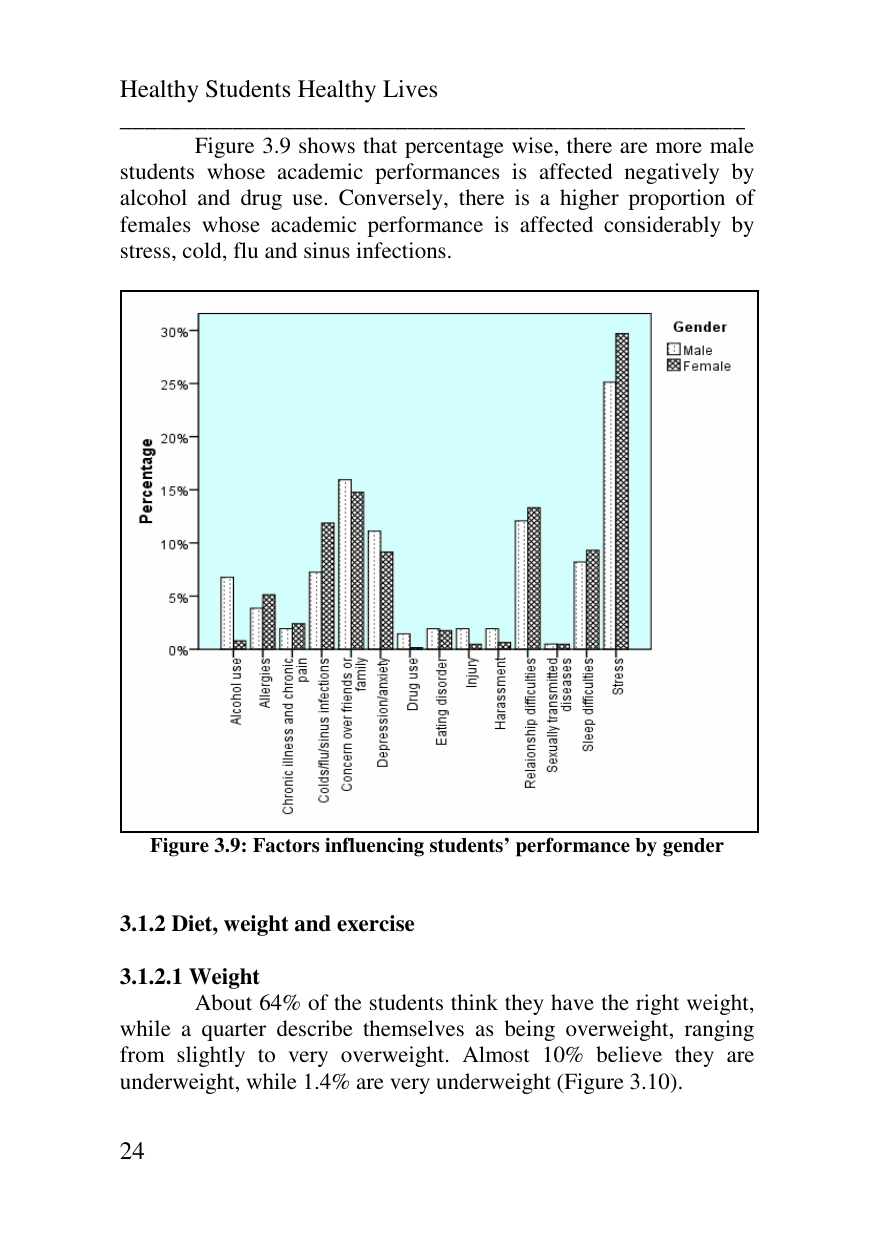 Healthy Students Healthy Lives
Figure 3.9 shows that percentage wise, there are more male
students whose academic performances is affected negatively by
alcohol and drug use. Conversely, there is a higher proportion of
females whose academic performance is affected considerably by
stress, cold, flu and sinus infections.
Gender
Male
Female
Percentage
30%
25%
20%
15%
10%
5%
0%
Alcohol use
Allergies
Chronic illness and chronic
pain
Colds/flu/sinus infections
Concern over friends or
family
Depression/anxiety
Drug use
Eating disorder
Injury
Harassment
Relaionship difficulties
Sexually transmitted
diseases
Sleep difficulties
Stress
Figure 3.9: Factors influencing students’ performance by gender
3.1.2 Diet, weight and exercise
3.1.2.1 Weight
About 64% of the students think they have the right weight,
while a quarter describe themselves as being overweight, ranging
from slightly to very overweight. Almost 10% believe they are
underweight, while 1.4% are very underweight (Figure 3.10).
24